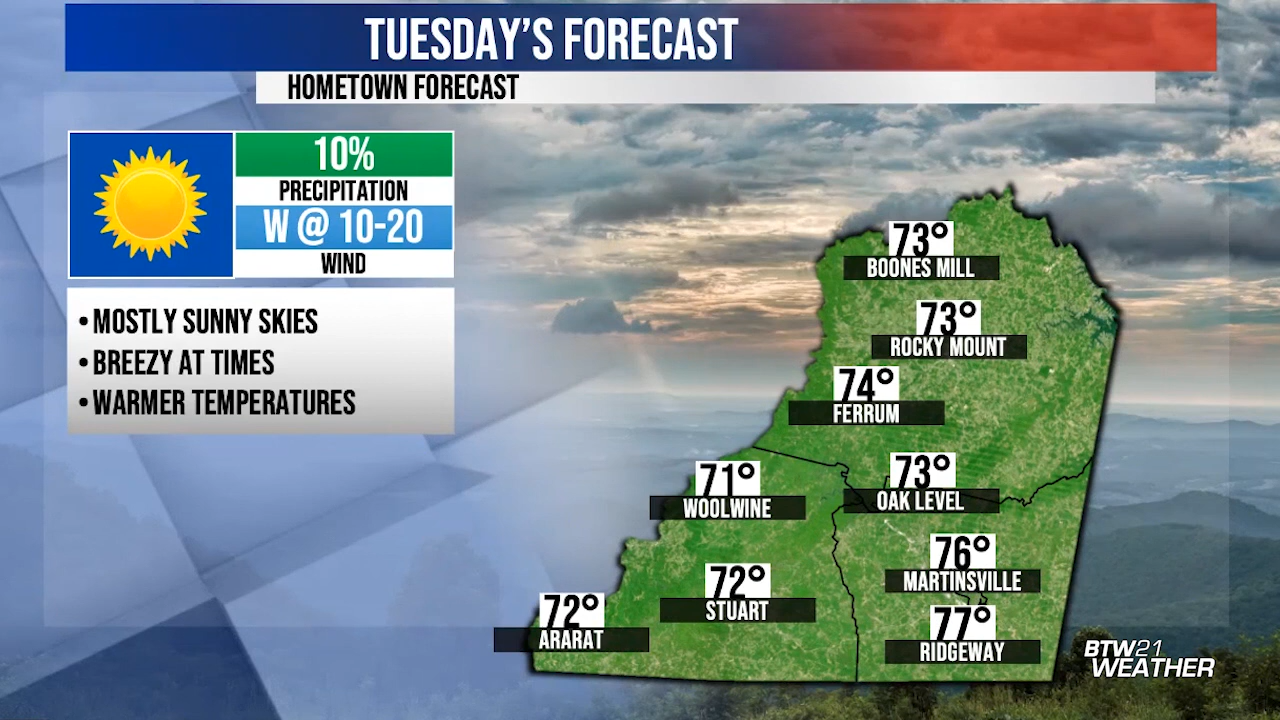 TUESDAY'S FORECAST
HOMETOWN FORECAST
10%
PRECIPITATION
W @ 10-20
WIND
• MOSTLY SUNNY SKIES
• BREEZY AT TIMES
• WARMER TEMPERATURES
73°
BOONES MILL
73°
ROCKY MOUNT
74°
FERRUM
73°
OAK LEVEL
71°
WOOLWINE
76°
MARTINSVILLE
72°
STUART
72°
ARARAT
77°
RIDGEWAY
BTW21
WEATHER